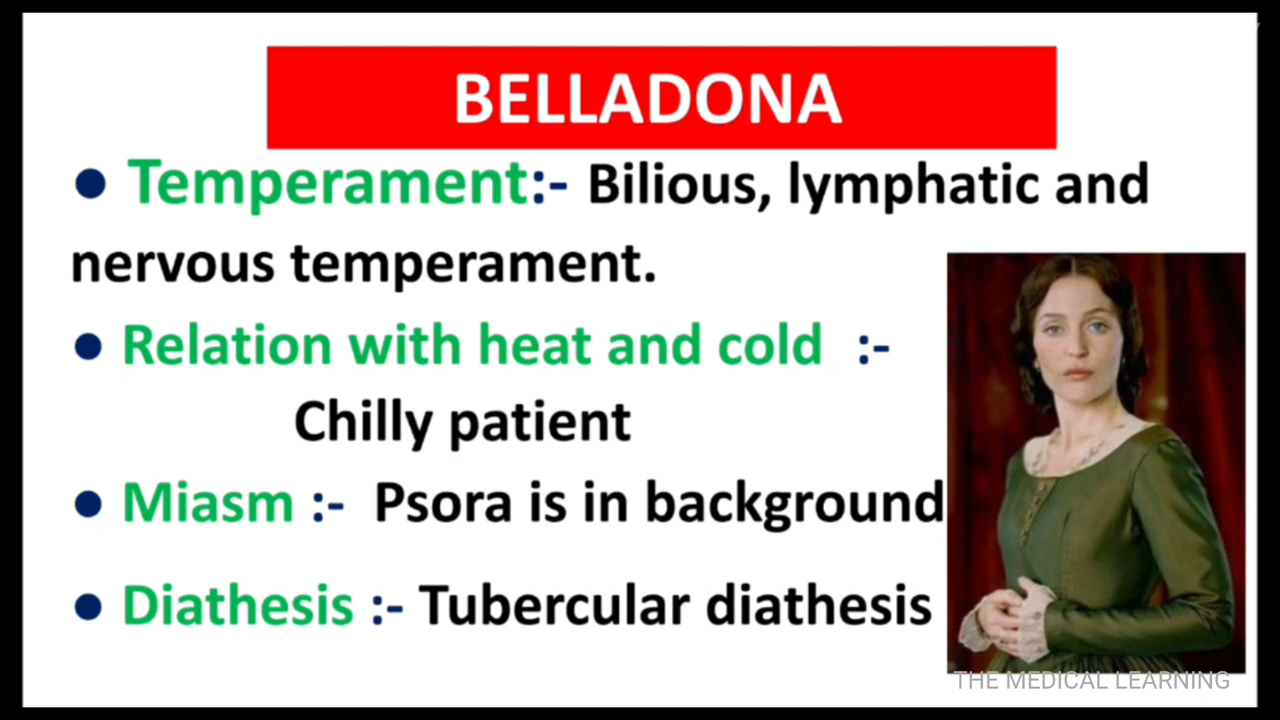 BELLADONA
● Temperament:- Bilious, lymphatic and
nervous temperament.
● Relation with heat and cold :-
Chilly patient
● Miasm :- Psora is in background
● Diathesis :- Tubercular diathesis
THE MEDICAL LEARNING